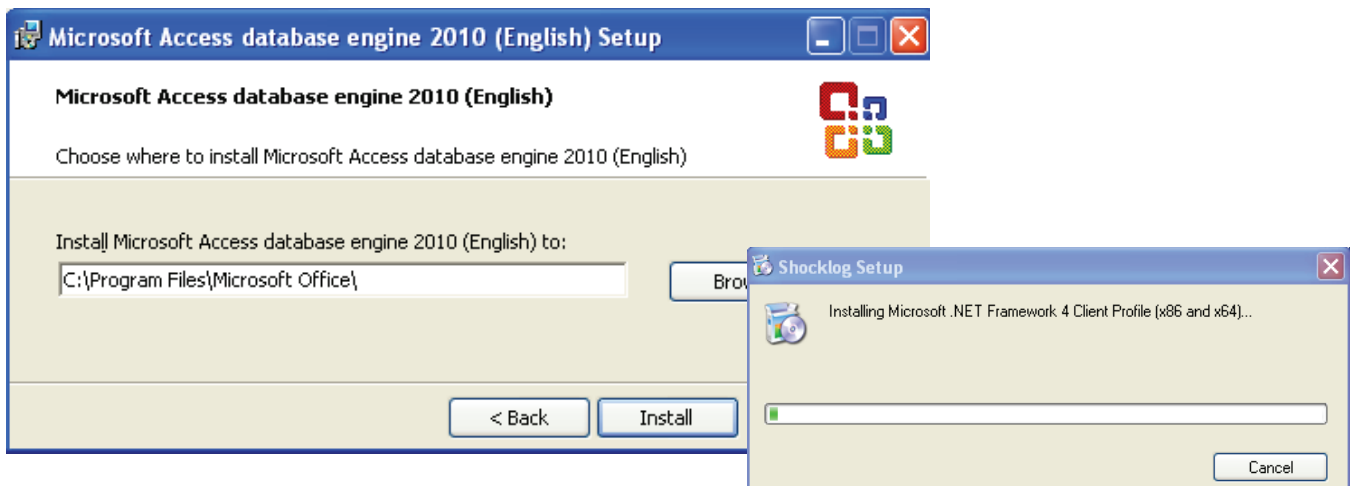 Microsoft Access database engine 2010 (English) Setup
Microsoft Access database engine 2010 (English)
Choose where to install Microsoft Access database engine 2010 (English)
Install Microsoft Access database engine 2010 (English) to:
C:\Program Files\Microsoft Office\
< Back
Install
Shocklog Setup
Installing Microsoft .NET Framework 4 Client Profile (x86 and x64)...
Cancel